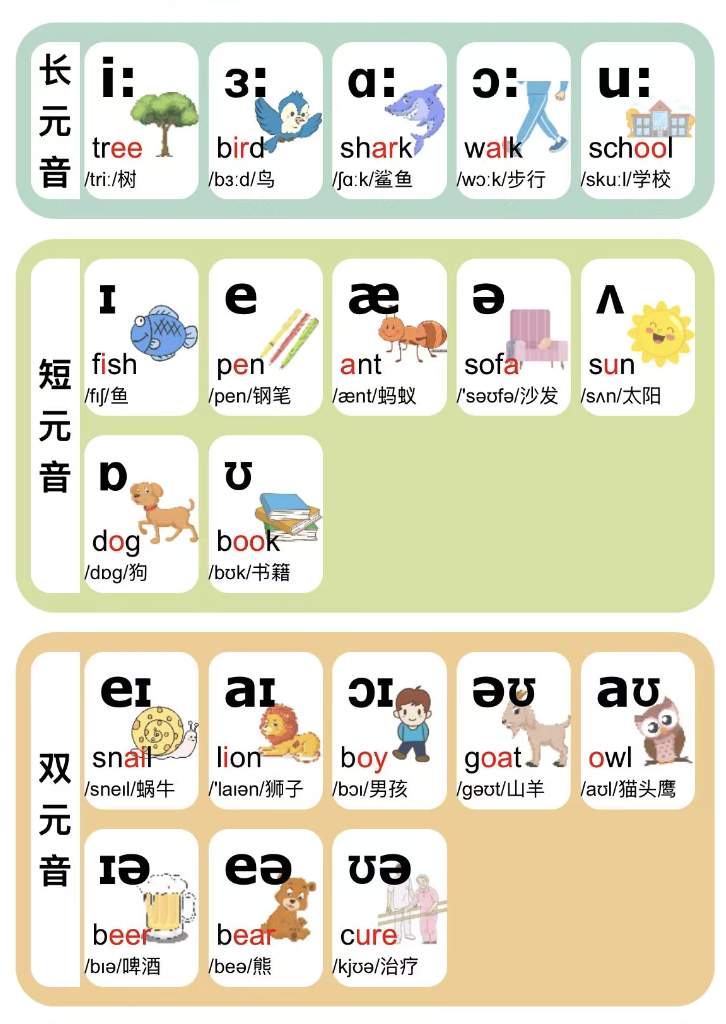 长元音
iː
tree
/triː/树
ɜː
bird
/bɜːd/鸟
ɑː
shark
/ʃɑːk/鲨鱼
ɔː
walk
/wɔːk/步行
uː
school
/skuːl/学校
短元音
ɪ
fish
/fɪʃ/鱼
e
pen
/pen/钢笔
æ
ant
/ænt/蚂蚁
ə
sofa
/'səʊfə/沙发
ʌ
sun
/sʌn/太阳
ɒ
dog
/dɒg/狗
ʊ
book
/bʊk/书籍
双元音
eɪ
snail
/sneɪl/蜗牛
aɪ
lion
/'laɪən/狮子
ɔɪ
boy
/bɔɪ/男孩
əʊ
goat
/gəʊt/山羊
aʊ
owl
/aʊl/猫头鹰
ɪə
beer
/bɪə/啤酒
eə
bear
/beə/熊
ʊə
cure
/kjʊə/治疗